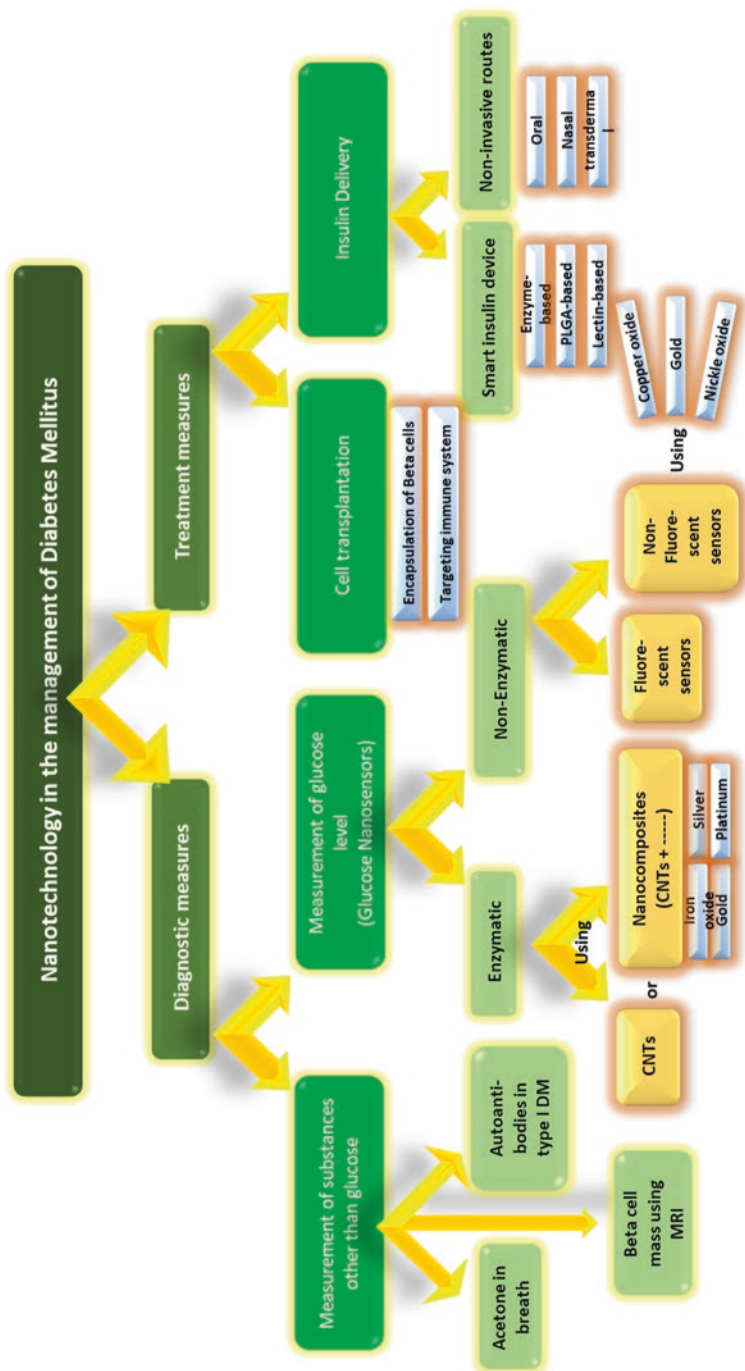 Nanotechnology in the management of Diabetes Mellitus
Diagnostic measures
Treatment measures
Measurement of substances
other than glucose
Measurement of glucose
level
(Glucose Nanosensors)
Cell transplantation
Insulin Delivery
Encapsulation of Beta cells
Targeting immune system
Acetone in
breath
Beta cell
mass using
MRI
Autoanti-
bodies in
type I DM
Enzymatic
Non-Enzymatic
Smart insulin device
Non-invasive routes
Enzyme-
based
PLGA-based
Lectin-based
Oral
Nasal
transderma
l
Using
CNTs
or
Nanocomposites
(CNTs + -----)
Iron
oxide
Silver
Gold
Platinum
Fluore-
scent
sensors
Non-
Fluore-
scent
sensors
Using
Copper oxide
Gold
Nickle oxide